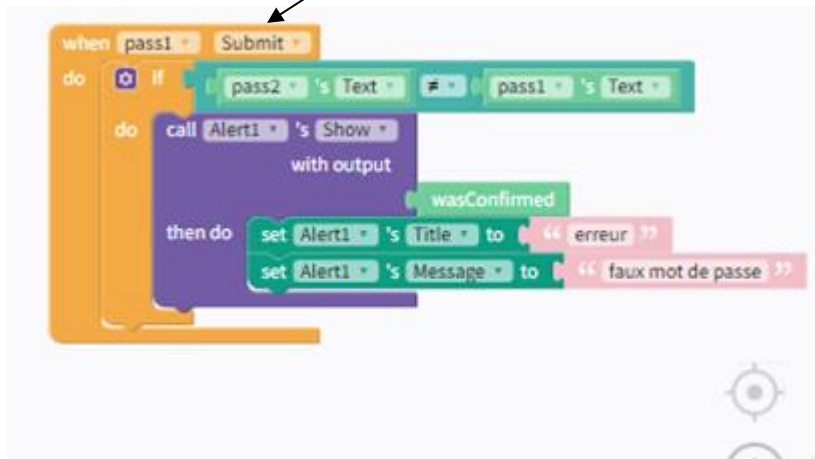 when pass1 Submit
do if pass2 's Text ≠ pass1 's Text
do call Alert1 's Show
with output
wasConfirmed
then do set Alert1 's Title to “ erreur ”
set Alert1 's Message to “ faux mot de passe ”